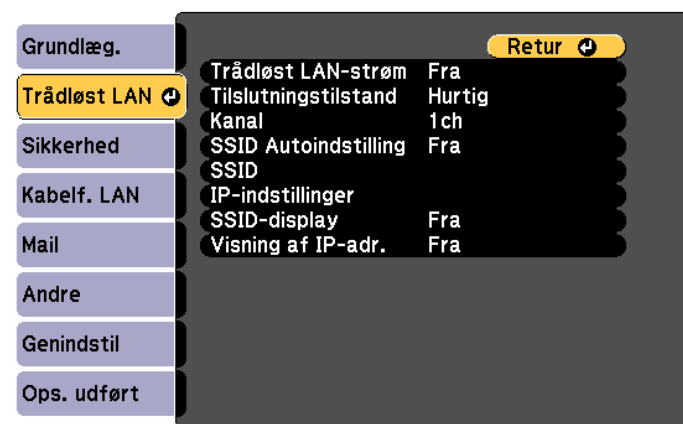 Grundlæg.
Trådløst LAN
Sikkerhed
Kabelf. LAN
Mail
Andre
Genindstil
Ops. udført
Retur
Trådløst LAN-strøm Fra
Tilslutningstilstand Hurtig
Kanal 1ch
SSID Autoindstilling Fra
SSID
IP-indstillinger
SSID-display Fra
Visning af IP-adr. Fra